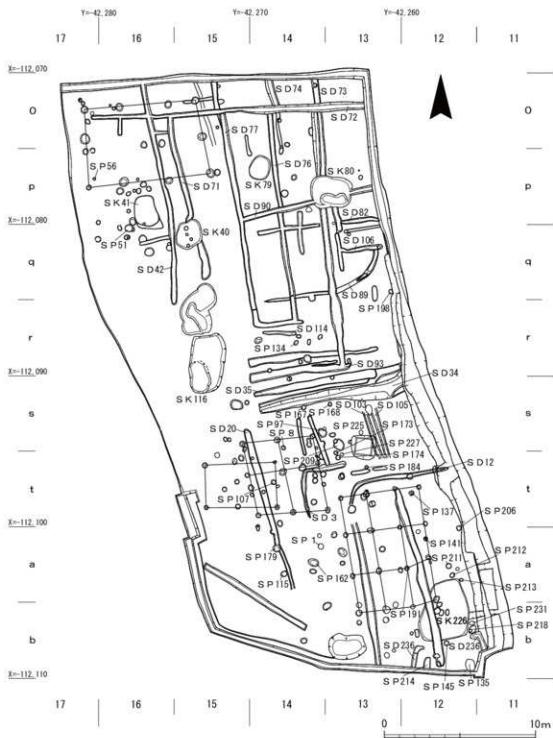 Y=-42,280 Y=-42,270 Y=-42,260
17 16 15 14 13 12 11
X=-112,070
SD74 SD73
O O
SD72
SD77
SP56 SD76
p SK79 SK80 p
SD71
SK41
SD90 SD82
X=-112,080
SK40 SD106
SP51
q q
SD42 SD89
SP198
r SD114 r
SP134
SD93
X=-112,090
SD34
SD35
SK116 SP167 SP168 SD103 SD105
s s
SP97 SP225 SP173
SD20 SP8 SP227
SP209 SP174
SP184 SD12
t t
SP107 SP137
SD3 SP206
X=-112,100
SP1 SP141 SP212
SP211
a SP179 a
SP162 SP213
SP115
SP191 SP231
SK226 SP218
b b
SD236 SD236
SP214 SP135
SP145
X=-112,110
17 16 15 14 13 12 11
0 10m